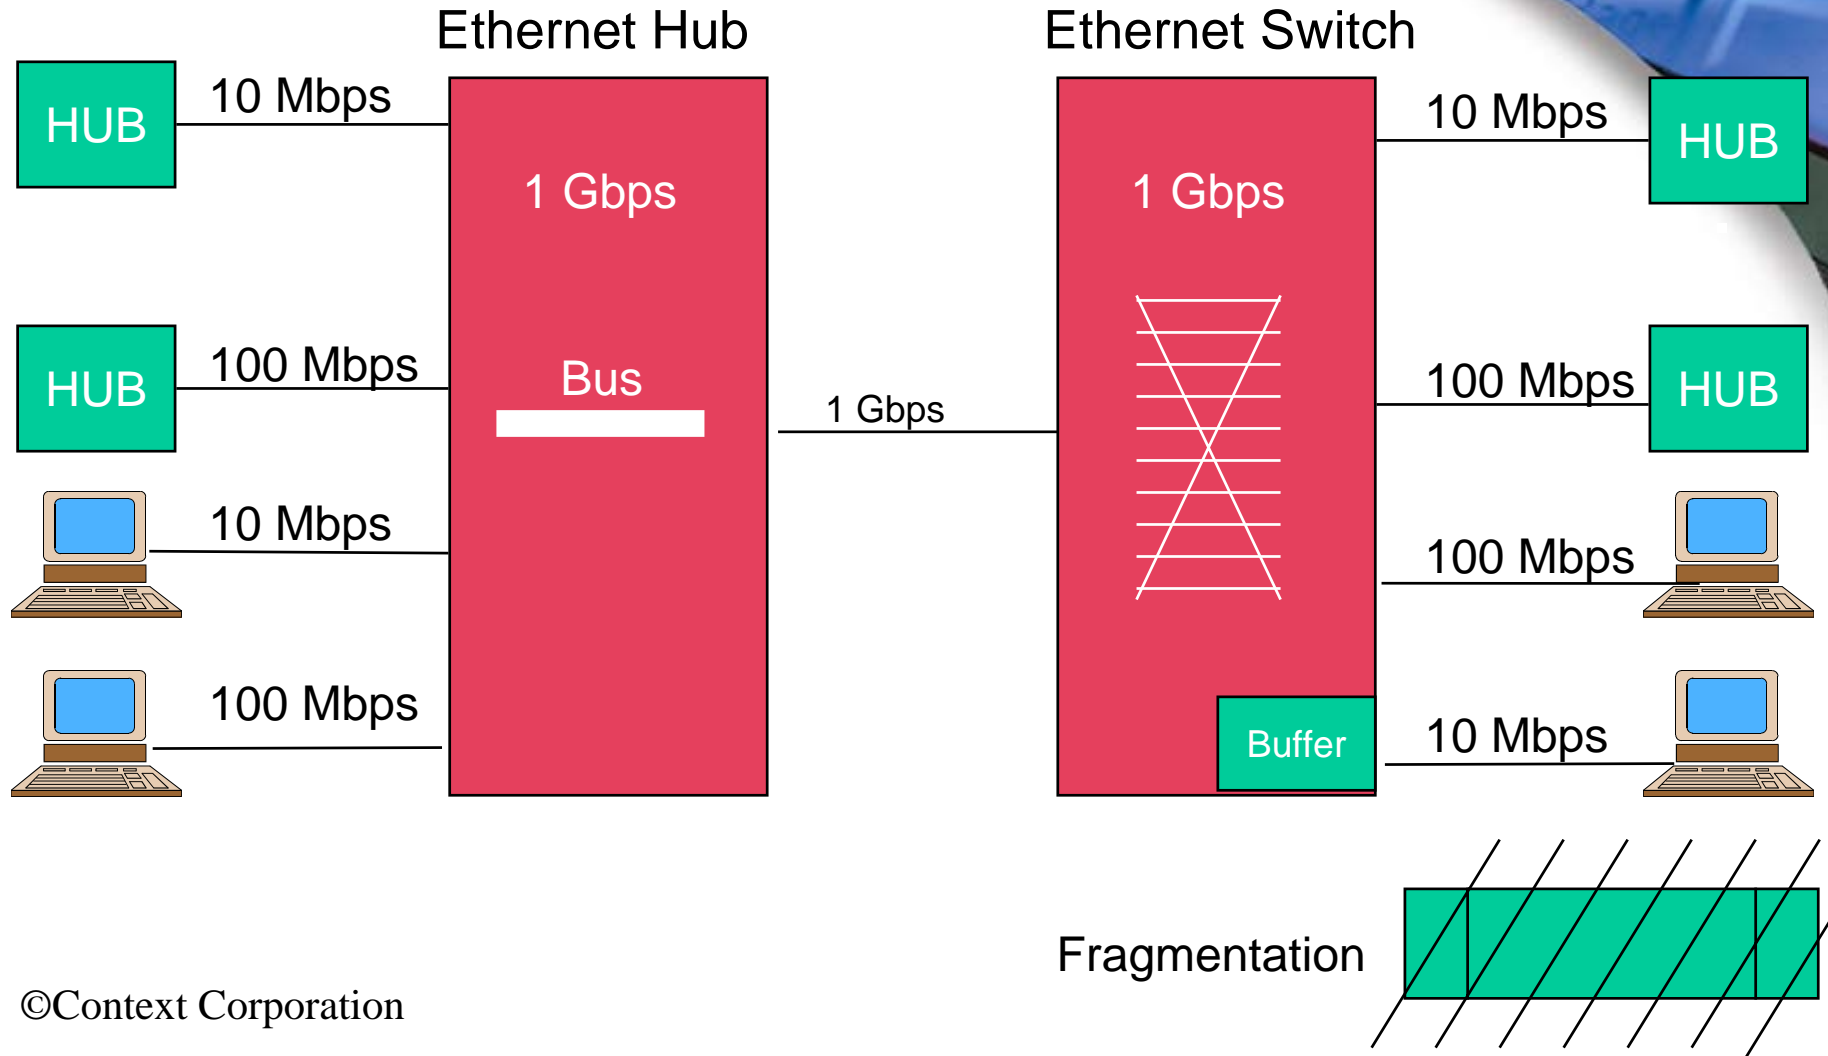 Ethernet Hub
Ethernet Switch
HUB
10 Mbps
1 Gbps
1 Gbps
10 Mbps
HUB
HUB
100 Mbps
Bus
1 Gbps
100 Mbps
HUB
10 Mbps
100 Mbps
100 Mbps
Buffer
10 Mbps
Fragmentation
©Context Corporation